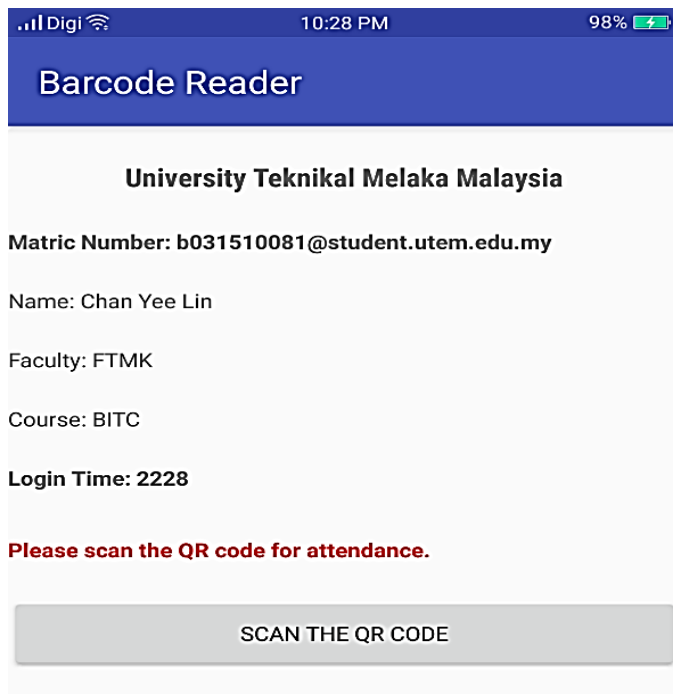 Digi 10:28 PM 98%
Barcode Reader
University Teknikal Melaka Malaysia
Matric Number: b031510081@student.utem.edu.my
Name: Chan Yee Lin
Faculty: FTMK
Course: BITC
Login Time: 2228
Please scan the QR code for attendance.
SCAN THE QR CODE